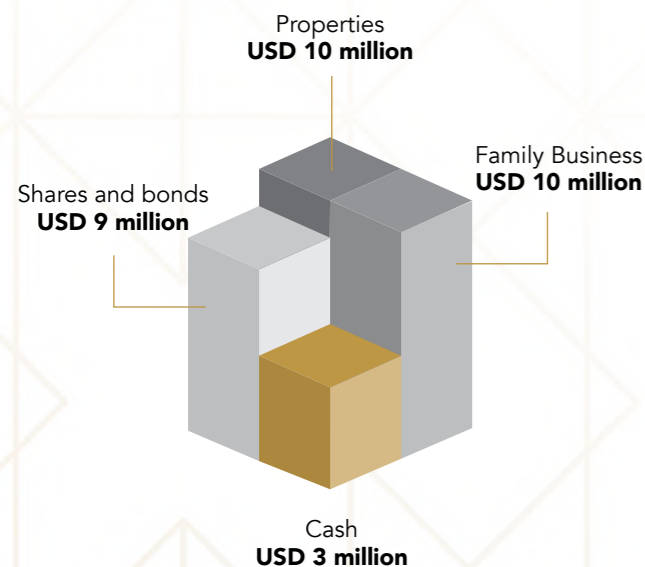 Properties
USD 10 million
Family Business
USD 10 million
Shares and bonds
USD 9 million
Cash
USD 3 million